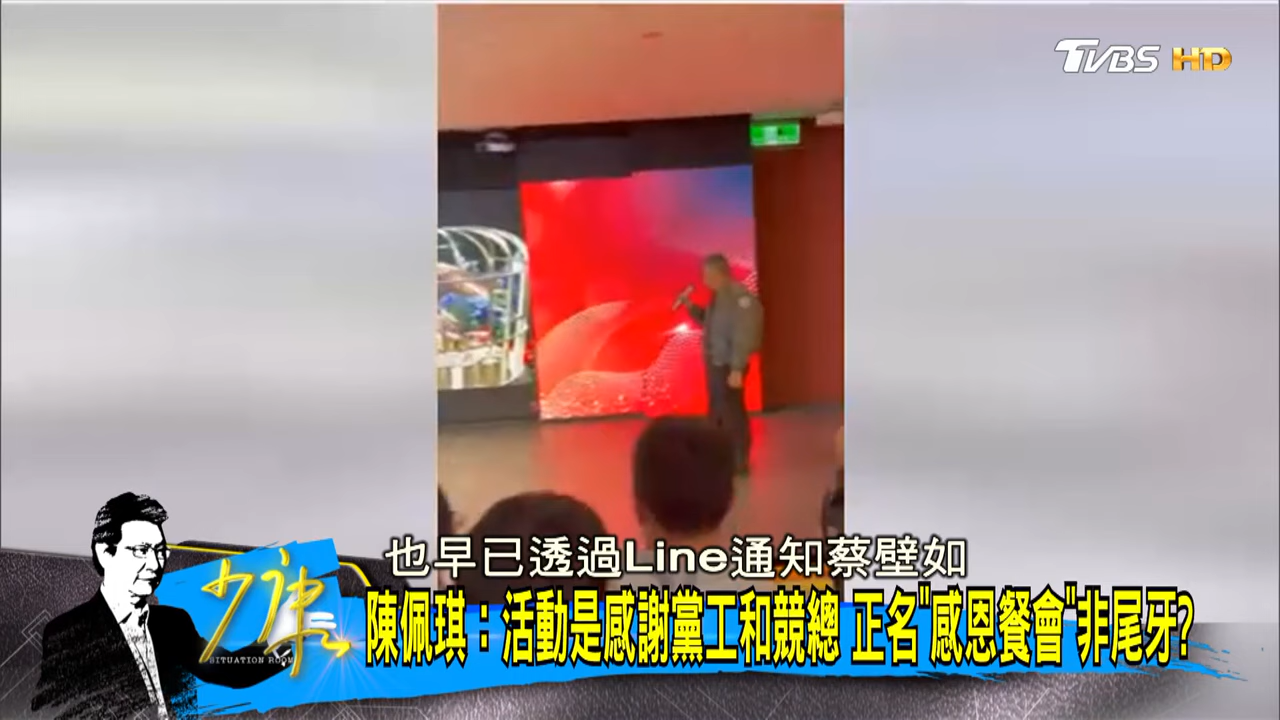 TVBS HD
也早已透過Line通知蔡壁如
少康
SITUATION ROOM
陳佩琪：活動是感謝黨工和競總 正名"感恩餐會"非尾牙?